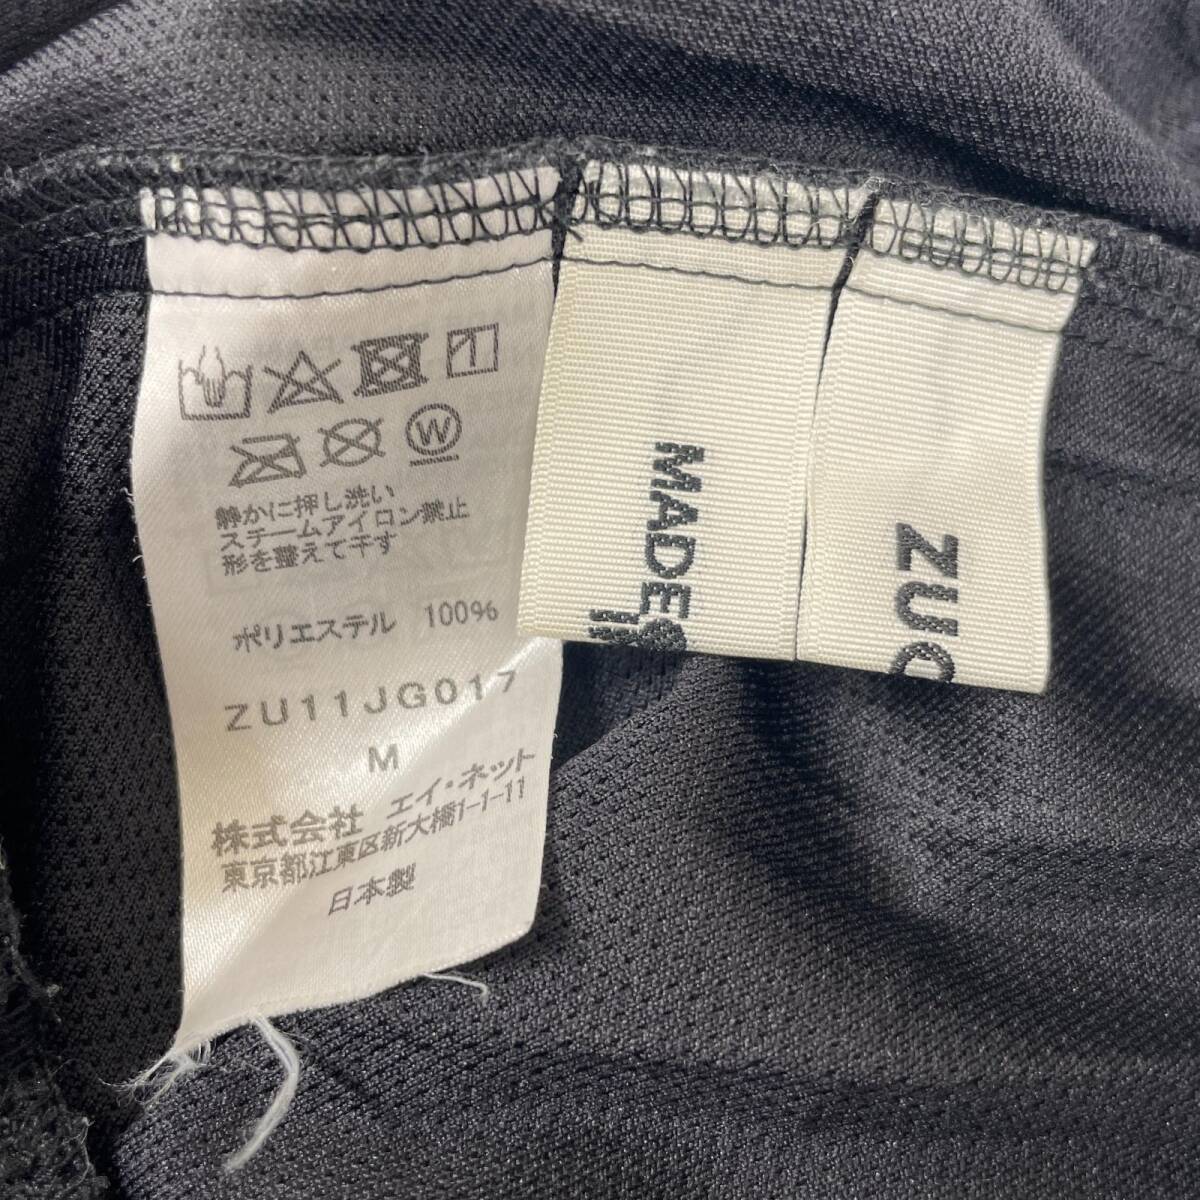 静かに押し洗い
スチームアイロン禁止
形を整えて干す
ポリエステル 100%
ZU11JG017
M
株式会社 エイ・ネット
東京都江東区新大橋1-1-11
日本製
MADE
IN
ZUC